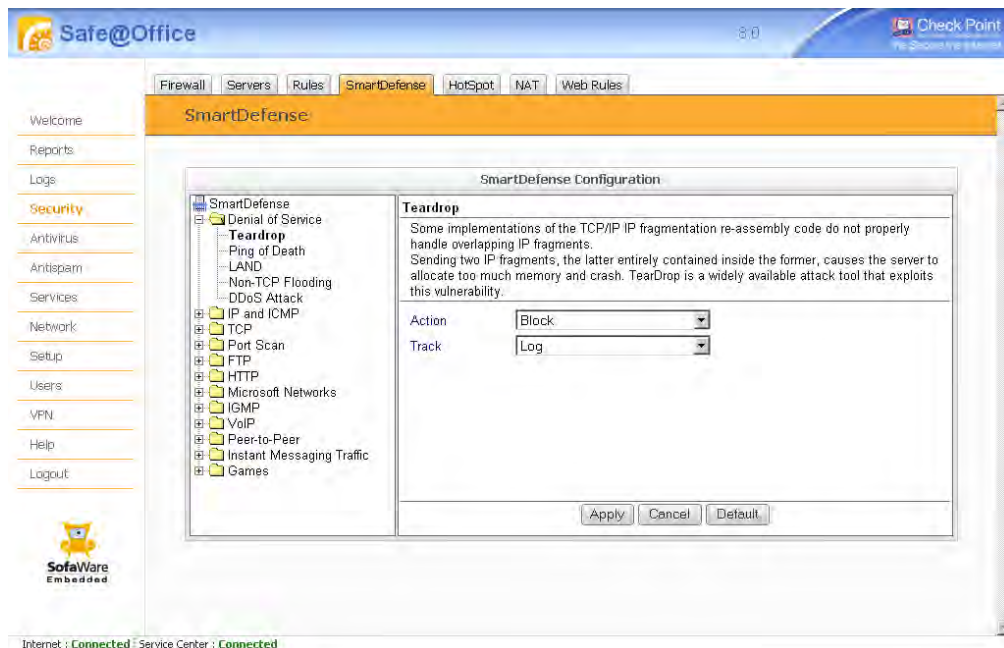 Safe@Office
8.0
Check Point
Firewall
Servers
Rules
SmartDefense
HotSpot
NAT
Web Rules
SmartDefense
Welcome
Reports
Logs
Security
Antivirus
Antispam
Services
Network
Setup
Users
VPN
Help
Logout
SofaWare
Embedded
SmartDefense Configuration
SmartDefense
Denial of Service
Teardrop
Ping of Death
LAND
Non-TCP Flooding
DDoS Attack
IP and ICMP
TCP
Port Scan
FTP
HTTP
Microsoft Networks
IGMP
VoIP
Peer-to-Peer
Instant Messaging Traffic
Games
Teardrop
Some implementations of the TCP/IP IP fragmentation re-assembly code do not properly
handle overlapping IP fragments.
Sending two IP fragments, the latter entirely contained inside the former, causes the server to
allocate too much memory and crash. TearDrop is a widely available attack tool that exploits
this vulnerability.
Action Block
Track Log
Apply Cancel Default
Internet : Connected Service Center : Connected